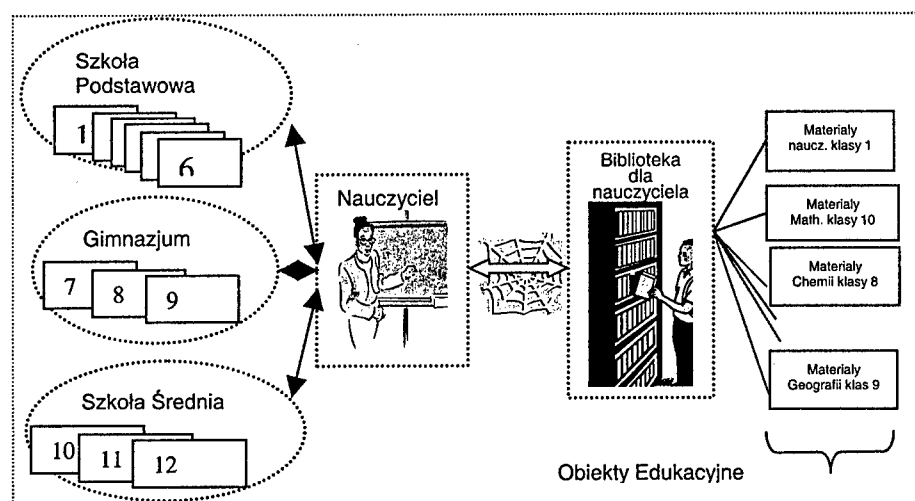 Szkoła
Podstawowa
1
6
Gimnazjum
7
8
9
Szkoła Średnia
10
11
12
Nauczyciel
Biblioteka
dla
nauczyciela
Materialy
naucz. klasy 1
Materialy
Math. klasy 10
Materialy
Chemii klasy 8
Materialy
Geografii klas 9
Obiekty Edukacyjne